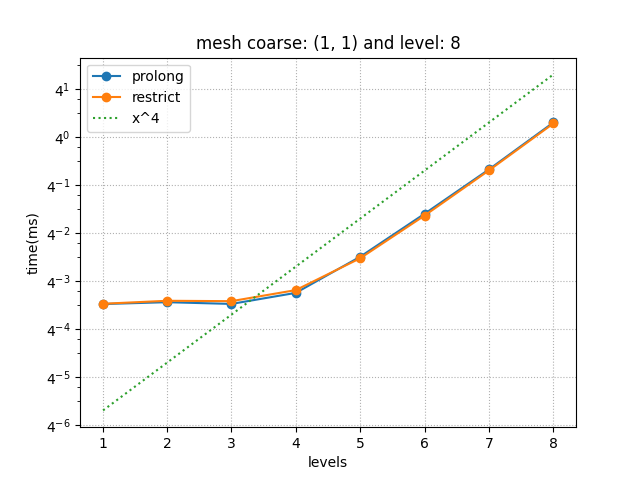 mesh coarse: (1, 1) and level: 8
prolong
restrict
x^4
time(ms)
4^1
4^0
4^-1
4^-2
4^-3
4^-4
4^-5
4^-6
1 2 3 4 5 6 7 8
levels